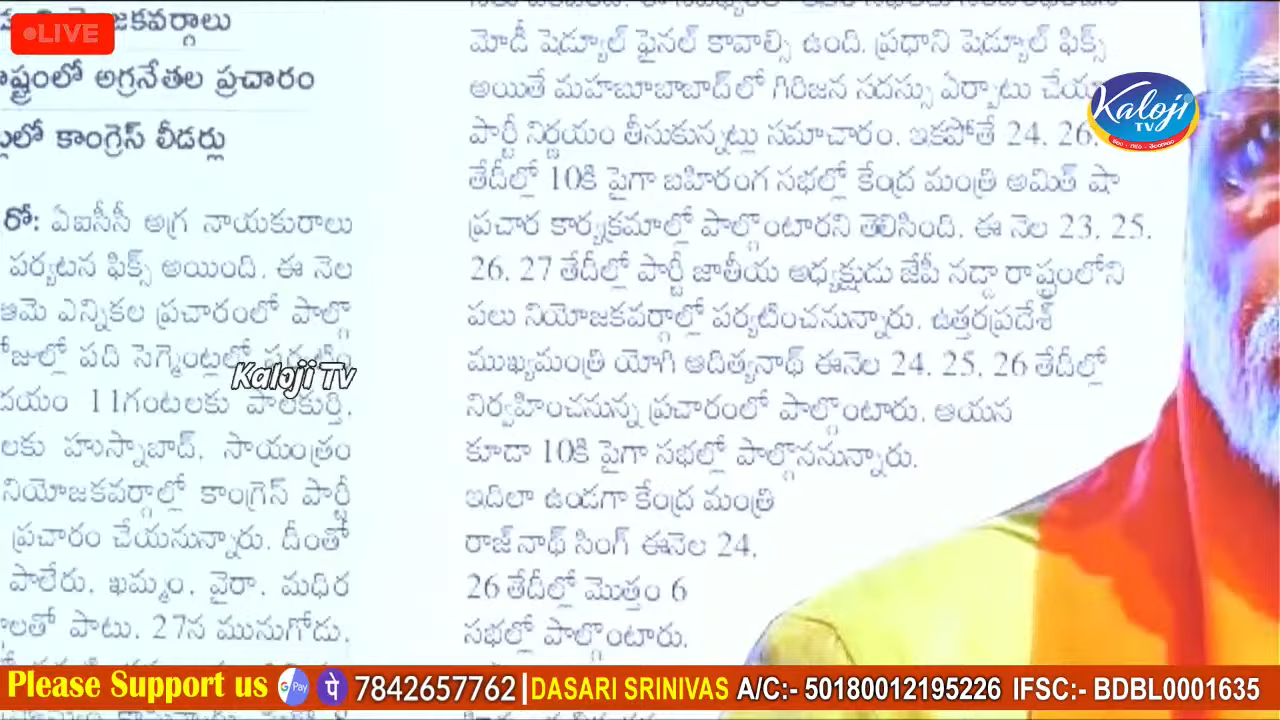 LIVE
రాష్ట్రంలో అగ్రనేతల ప్రచారం
కాంగ్రెస్ లీడర్లు
రో: ఏఐసీసీ అగ్ర నాయకురాలు
పర్యటన ఫిక్స్ అయింది. ఈ నెల
ఆమె ఎన్నికల ప్రచారంలో పాల్గొ
పది సెగ్మెంట్లలో
11గంటలకు పాలకుర్తి,
లకు హుస్నాబాద్, సాయంత్రం
నియోజకవర్గాల్లో కాంగ్రెస్ పార్టీ
ప్రచారం చేయనున్నారు. దీంతో
పాలేరు, ఖమ్మం, వైరా, మధిర
లతో పాటు. 27న మునుగోడు,
మోదీ షెడ్యూల్ ఫైనల్ కావాల్సి ఉంది. ప్రధాని షెడ్యూల్ ఫిక్స్
అయితే మహబూబాబాద్‌లో గిరిజన సదస్సు ఏర్పాటు
పార్టీ నిర్ణయం తీసుకున్నట్లు సమాచారం. ఇకపోతే 24, 26,
తేదీల్లో 10కి పైగా బహిరంగ సభల్లో కేంద్ర మంత్రి అమిత్ షా
ప్రచార కార్యక్రమాల్లో పాల్గొంటారని తెలిసింది. ఈ నెల 23, 25,
26, 27 తేదీల్లో పార్టీ జాతీయ అధ్యక్షుడు జేపీ నడ్డా రాష్ట్రంలోని
పలు నియోజకవర్గాల్లో పర్యటించనున్నారు. ఉత్తరప్రదేశ్
ముఖ్యమంత్రి యోగి ఆదిత్యనాథ్ ఈనెల 24, 25, 26 తేదీల్లో
నిర్వహించనున్న ప్రచారంలో పాల్గొంటారు. ఆయన
కూడా 10కి పైగా సభల్లో పాల్గొననున్నారు.
ఇదిలా ఉండగా కేంద్ర మంత్రి
రాజ్‌నాథ్ సింగ్ ఈనెల 24,
26 తేదీల్లో మొత్తం 6
సభల్లో పాల్గొంటారు.
Kaloji
TV
Kaloji Tv
Please Support us G Pay 7842657762|DASARI SRINIVAS A/C:- 50180012195226 IFSC:- BDBL0001635